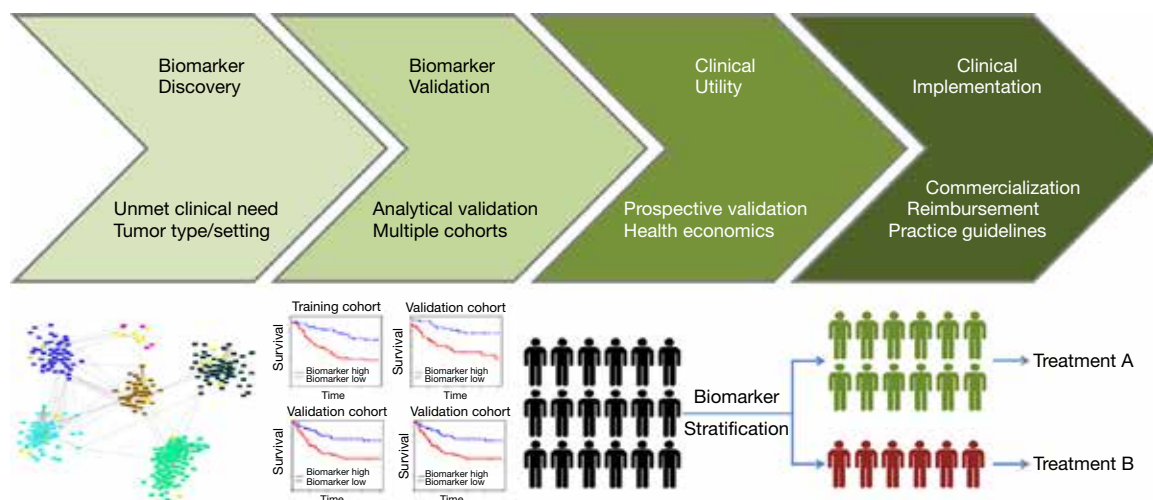 Biomarker
Discovery
Unmet clinical need
Tumor type/setting
Biomarker
Validation
Analytical validation
Multiple cohorts
Clinical
Utility
Prospective validation
Health economics
Clinical
Implementation
Commercialization
Reimbursement
Practice guidelines
Training cohort
Survival
Biomarker high
Biomarker low
Time
Validation cohort
Survival
Biomarker high
Biomarker low
Time
Validation cohort
Survival
Biomarker high
Biomarker low
Time
Validation cohort
Survival
Biomarker high
Biomarker low
Time
Biomarker
Stratification
Treatment A
Treatment B